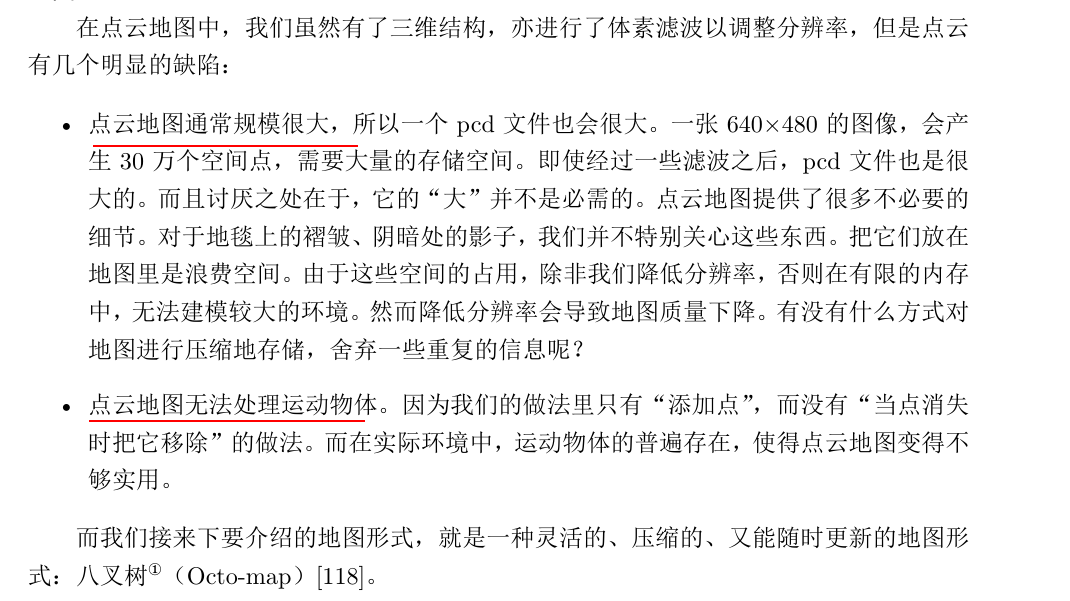 在点云地图中，我们虽然有了三维结构，亦进行了体素滤波以调整分辨率，但是点云
有几个明显的缺陷：
• 点云地图通常规模很大，所以一个 pcd 文件也会很大。一张 640×480 的图像，会产
生 30 万个空间点，需要大量的存储空间。即使经过一些滤波之后，pcd 文件也是很
大的。而且讨厌之处在于，它的“大”并不是必需的。点云地图提供了很多不必要的
细节。对于地毯上的褶皱、阴暗处的影子，我们并不特别关心这些东西。把它们放在
地图里是浪费空间。由于这些空间的占用，除非我们降低分辨率，否则在有限的内存
中，无法建模较大的环境。然而降低分辨率会导致地图质量下降。有没有什么方式对
地图进行压缩地存储，舍弃一些重复的信息呢？
• 点云地图无法处理运动物体。因为我们的做法里只有“添加点”，而没有“当点消失
时把它移除”的做法。而在实际环境中，运动物体的普遍存在，使得点云地图变得不
够实用。
而我们接来下要介绍的地图形式，就是一种灵活的、压缩的、又能随时更新的地图形
式：八叉树①（Octo-map）[118]。